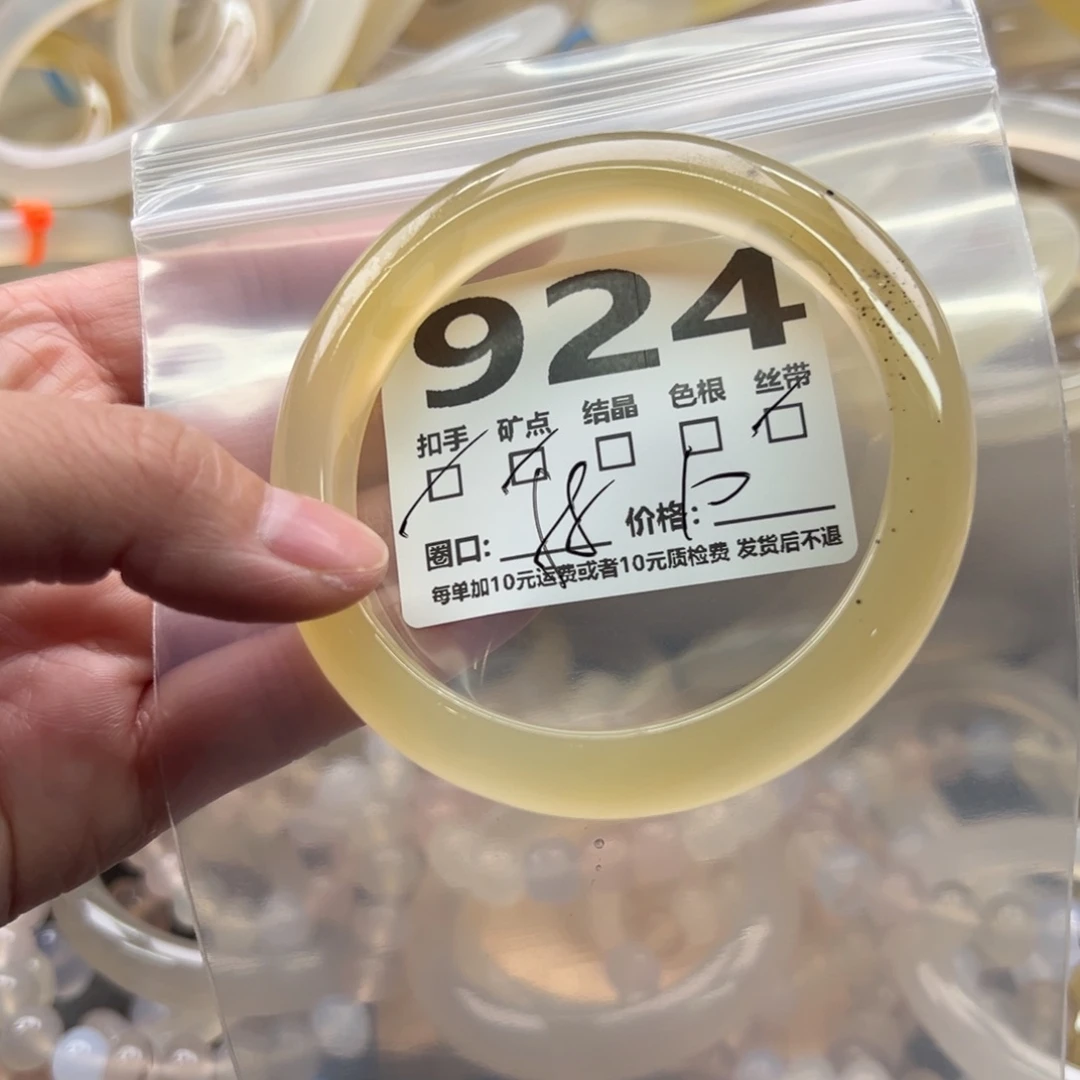 924
扣手 矿点 结晶 色根 丝带
圈口: 价格:
每单加10元运费或者10元质检费 发货后不退